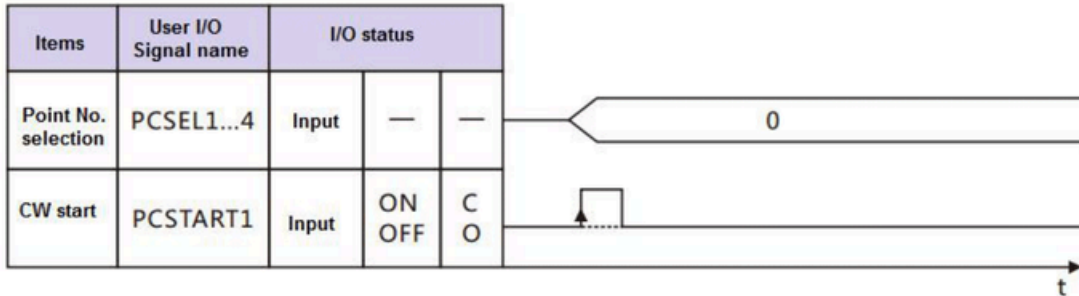 Items
User I/O
Signal name
I/O status
Point No.
selection
PCSEL1...4
Input
—
—
0
CW start
PCSTART1
Input
ON
OFF
C
O
t